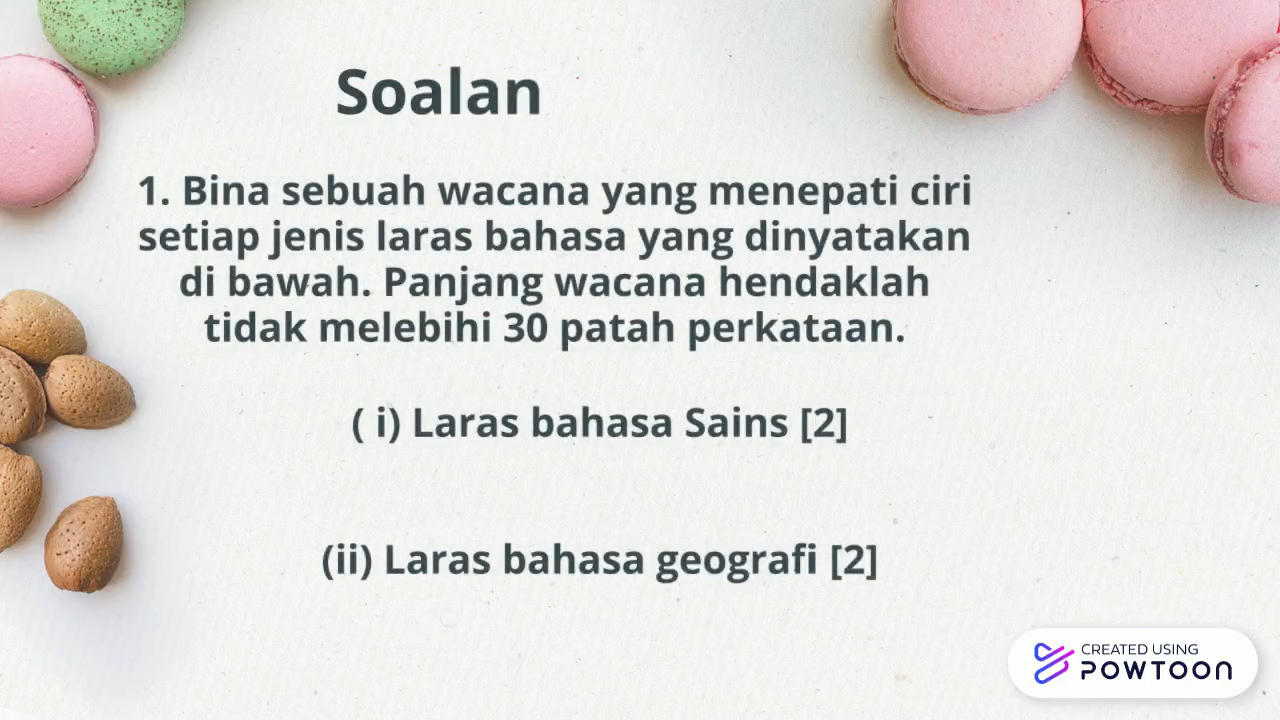 Soalan
1. Bina sebuah wacana yang menepati ciri
setiap jenis laras bahasa yang dinyatakan
di bawah. Panjang wacana hendaklah
tidak melebihi 30 patah perkataan.
( i) Laras bahasa Sains [2]
(ii) Laras bahasa geografi [2]
CREATED USING
POWTOON